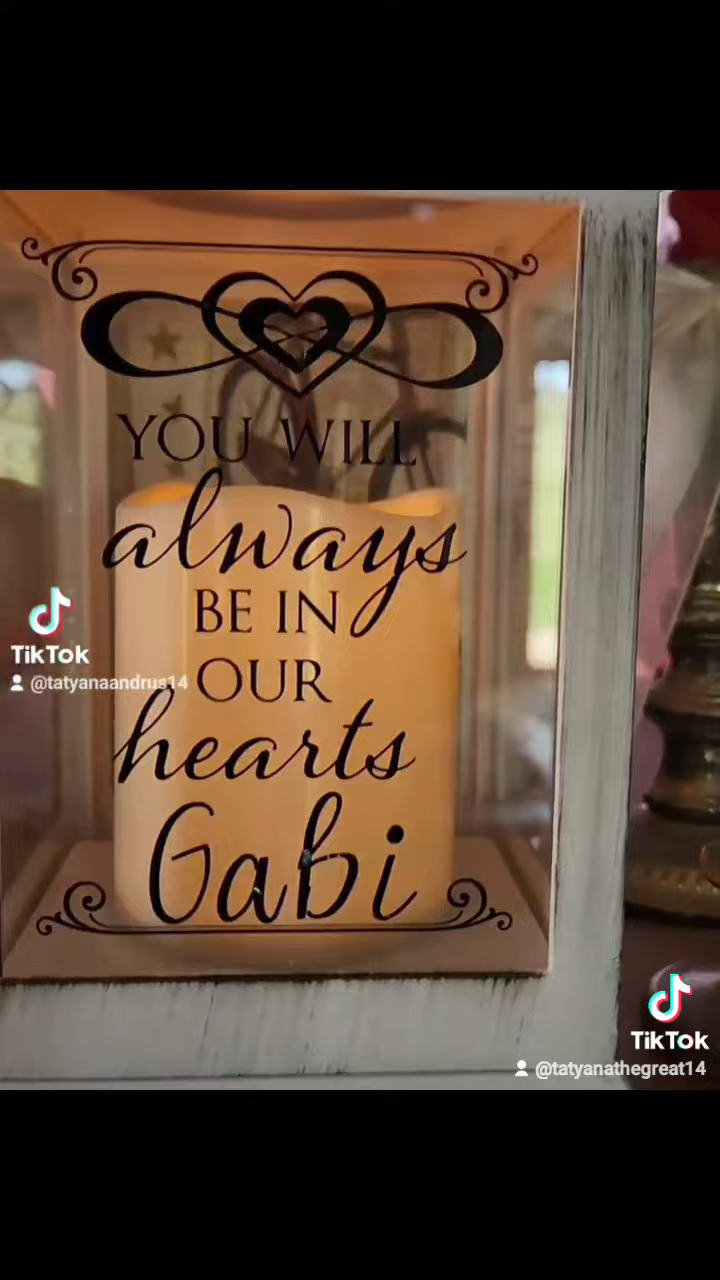 YOU WILL
always
BE IN
OUR
hearts
Gabi
TikTok
@tatyanaandrus14
TikTok
@tatyanathegreat14